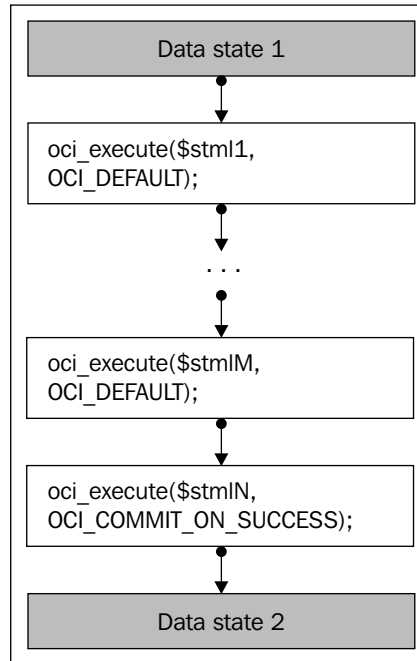 Data state 1
oci_execute($stml1,
OCI_DEFAULT);
. . .
oci_execute($stmlM,
OCI_DEFAULT);
oci_execute($stmlN,
OCI_COMMIT_ON_SUCCESS);
Data state 2